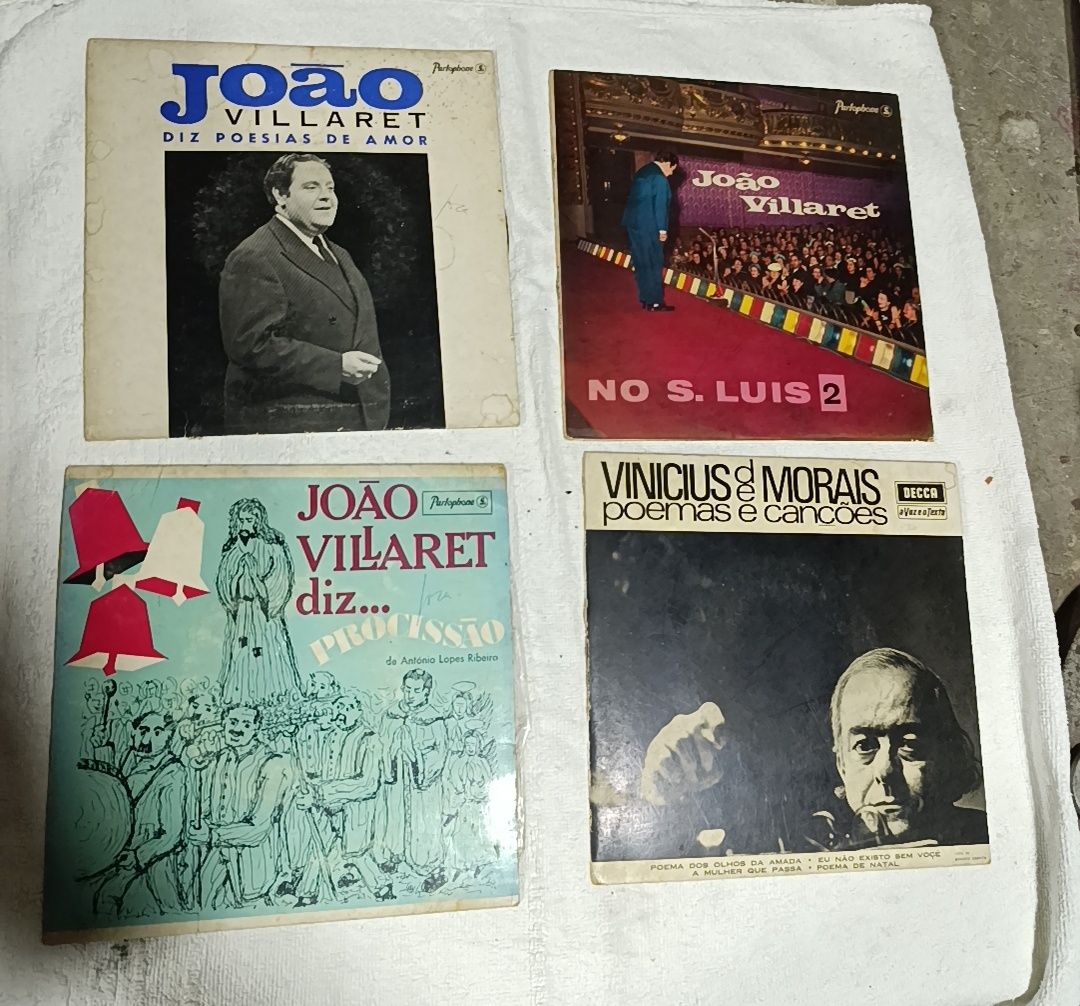 João
Parlophone
VILLARET
DIZ POESIAS DE AMOR
Parlophone
João
Villaret
NO S. LUIS 2
JOÃO
Parlophone
VILLARET
diz...
PROCISSÃO
de António Lopes Ribeiro
VINICIUS de MORAIS
poemas e canções
DECCA
a Voz e o Texto
POEMA DOS OLHOS DA AMADA • EU NÃO EXISTO SEM VOÇE
A MULHER QUE PASSA • POEMA DE NATAL